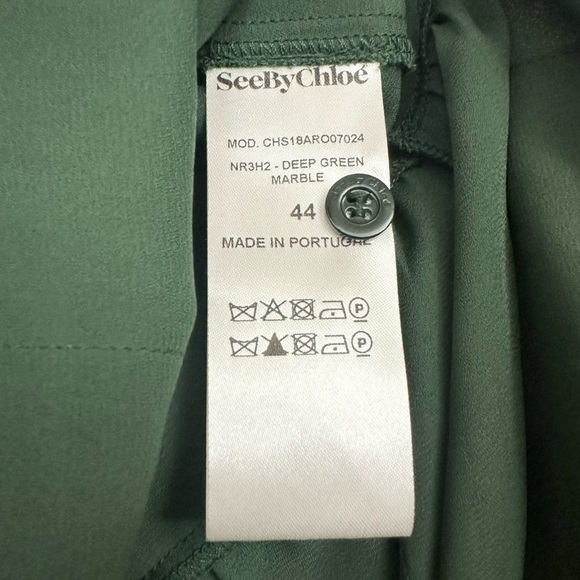 SeeByChloé
MOD. CHS18ARO07024
NR3H2 - DEEP GREEN
MARBLE
44
MADE IN PORTUGAL
P
P